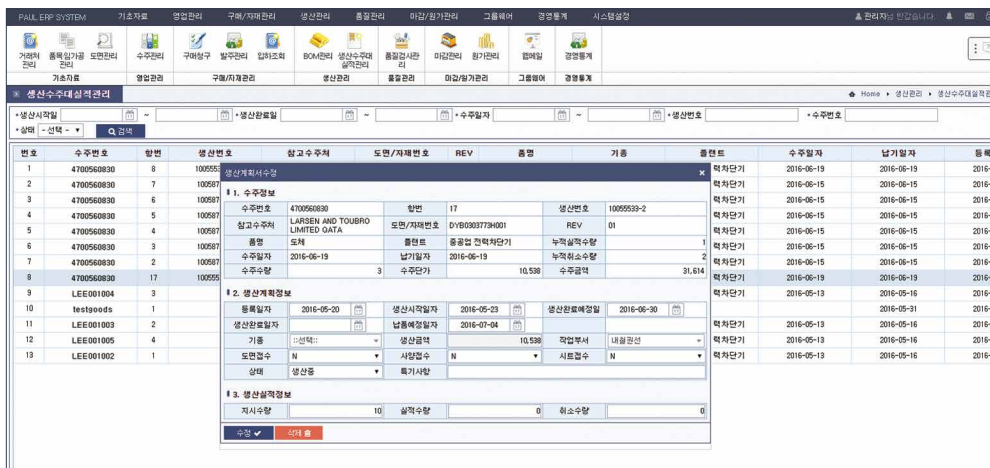 PAUL ERP SYSTEM 기초자료 영업관리 구매/자재관리 생산관리 품질관리 마감/원가관리 그룹웨어 경영통계 시스템설정 관리자님 반갑습니다.
거래처관리 품목임가공관리 도면관리 수주관리 구매청구 발주관리 입하조회 BOM관리 생산수주대실적관리 품질검사관리 마감관리 원가관리 웹메일 경영통계
기초자료 영업관리 구매/자재관리 생산관리 품질관리 마감/원가관리 그룹웨어 경영통계
생산수주대실적관리 Home 생산관리 생산수주대실적관
생산시작일 ~ 생산완료일 ~ 수주일자 ~ 생산번호 수주번호
상태 - 선택 - 검색
번호 수주번호 항번 생산번호 참고수주처 도면/자재번호 REV 품명 기종 플랜트 수주일자 납기일자 등록
1 4700560830 8 10055 력차단기 2016-06-19 2016-06-19 2016-
2 4700560830 7 100587 력차단기 2016-06-15 2016-06-15 2016-
3 4700560830 6 100587 력차단기 2016-06-15 2016-06-15 2016-
4 4700560830 5 100587 력차단기 2016-06-15 2016-06-15 2016-
5 4700560830 4 100587 력차단기 2016-06-15 2016-06-15 2016-
6 4700560830 3 100587 력차단기 2016-06-15 2016-06-15 2016-
7 4700560830 2 100587 력차단기 2016-06-15 2016-06-15 2016-
8 4700560830 17 100555 력차단기 2016-06-19 2016-06-19 2016-
9 LEE001004 3 력차단기 2016-05-13 2016-05-16 2016-
10 testgoods 1 2016-05-31 2016-
11 LEE001003 2 력차단기 2016-05-13 2016-05-16 2016-
12 LEE001005 4 력차단기 2016-05-13 2016-05-16 2016-
13 LEE001002 1 력차단기 2016-05-13 2016-05-16 2016-
생산계획서수정 ×
1. 수주정보
수주번호 4700560830 항번 17 생산번호 10055533-2
참고수주처 LARSEN AND TOUBRO LIMITED QATA 도면/자재번호 DYB0303773H001 REV 01
품명 도체 플랜트 중공업 전력차단기 누적실적수량 1
수주일자 2016-06-19 납기일자 2016-06-19 누적취소수량 2
수주수량 3 수주단가 10,538 수주금액 31,614
2. 생산계획정보
등록일자 2016-05-20 생산시작일자 2016-05-23 생산완료예정일 2016-06-30
생산완료일자 납품예정일자 2016-07-04
기종 ::선택:: 생산금액 10,538 작업부서 내철권선
도면접수 N 사양접수 N 시트접수 N
상태 생산중 특기사항
3. 생산실적정보
지시수량 10 실적수량 0 취소수량 0
수정 삭제